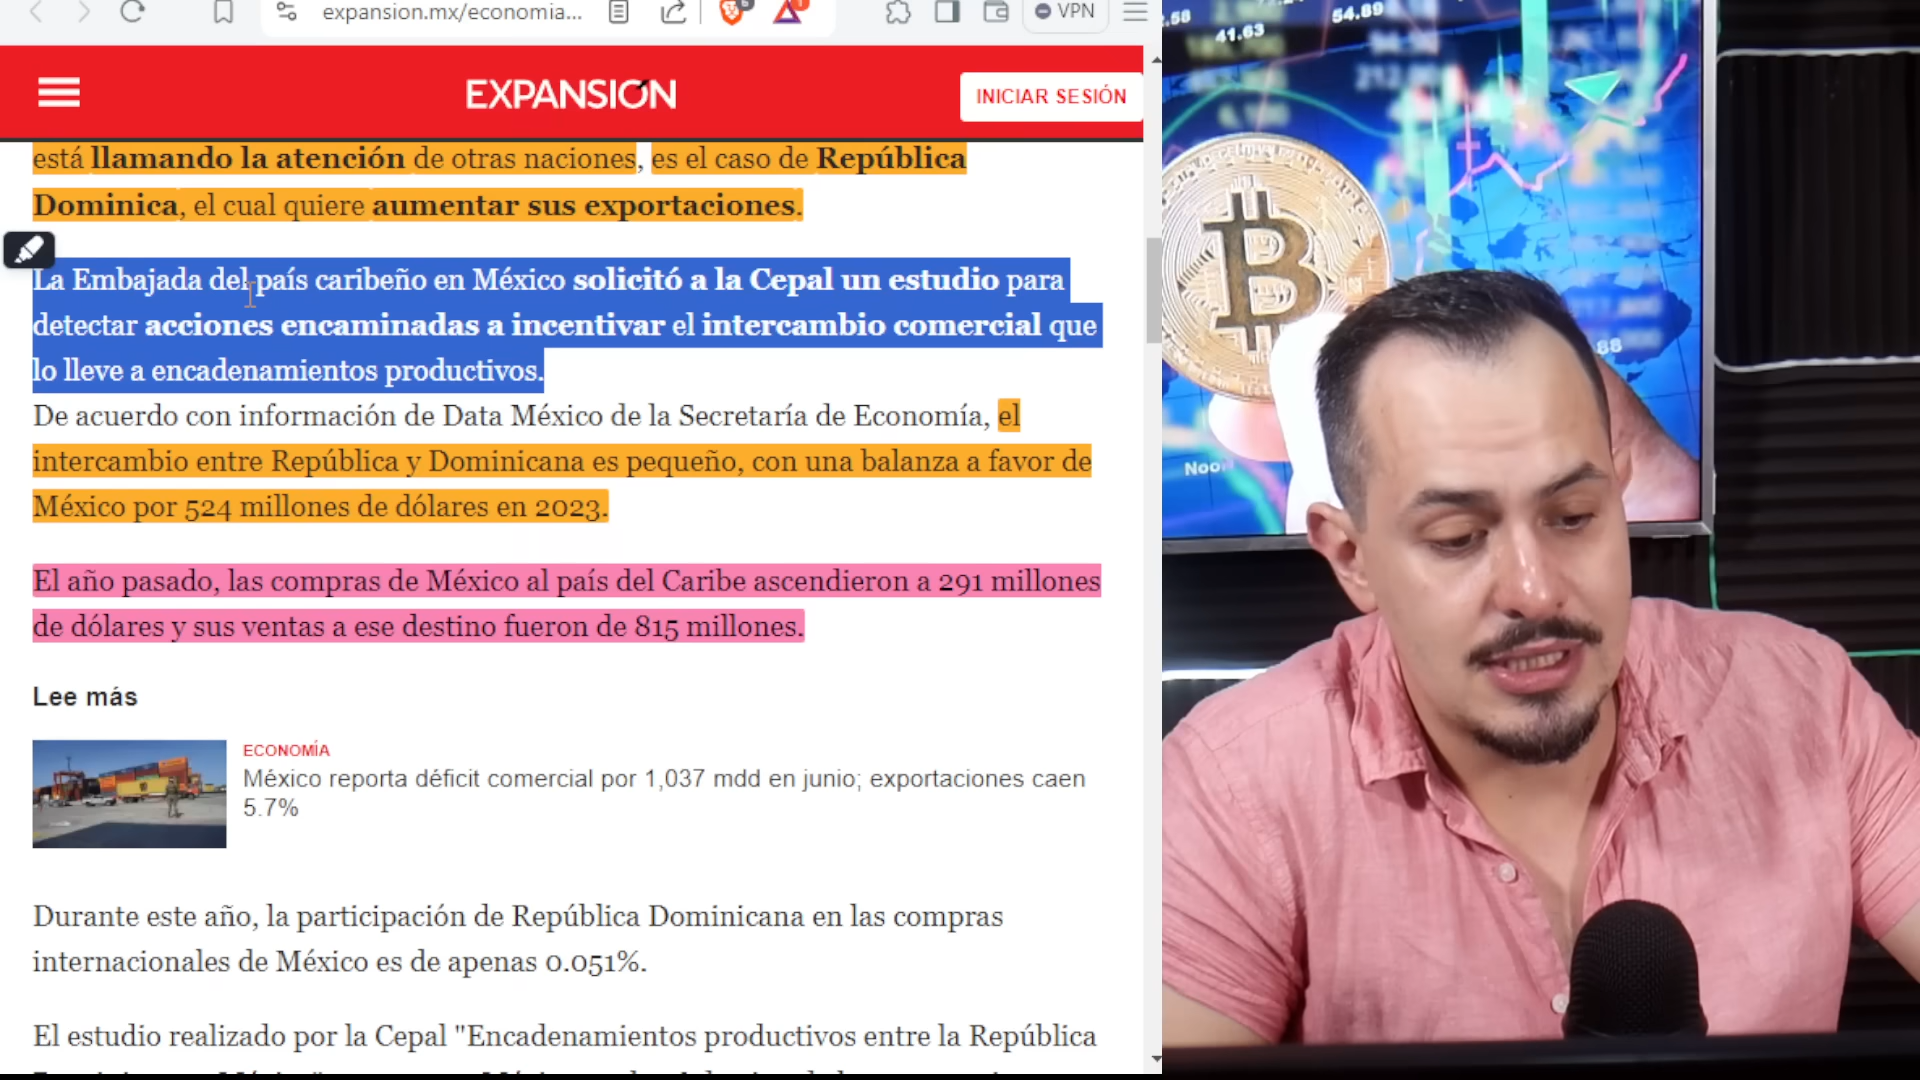 expansion.mx/economia...
VPN
EXPANSIÓN
INICIAR SESIÓN
está llamando la atención de otras naciones, es el caso de República
Dominica, el cual quiere aumentar sus exportaciones.
La Embajada del país caribeño en México solicitó a la Cepal un estudio para
detectar acciones encaminadas a incentivar el intercambio comercial que
lo lleve a encadenamientos productivos.
De acuerdo con información de Data México de la Secretaría de Economía, el
intercambio entre República y Dominicana es pequeño, con una balanza a favor de
México por 524 millones de dólares en 2023.
El año pasado, las compras de México al país del Caribe ascendieron a 291 millones
de dólares y sus ventas a ese destino fueron de 815 millones.
Lee más
ECONOMÍA
México reporta déficit comercial por 1,037 mdd en junio; exportaciones caen
5.7%
Durante este año, la participación de República Dominicana en las compras
internacionales de México es de apenas 0.051%.
El estudio realizado por la Cepal "Encadenamientos productivos entre la República
41.63
54.89